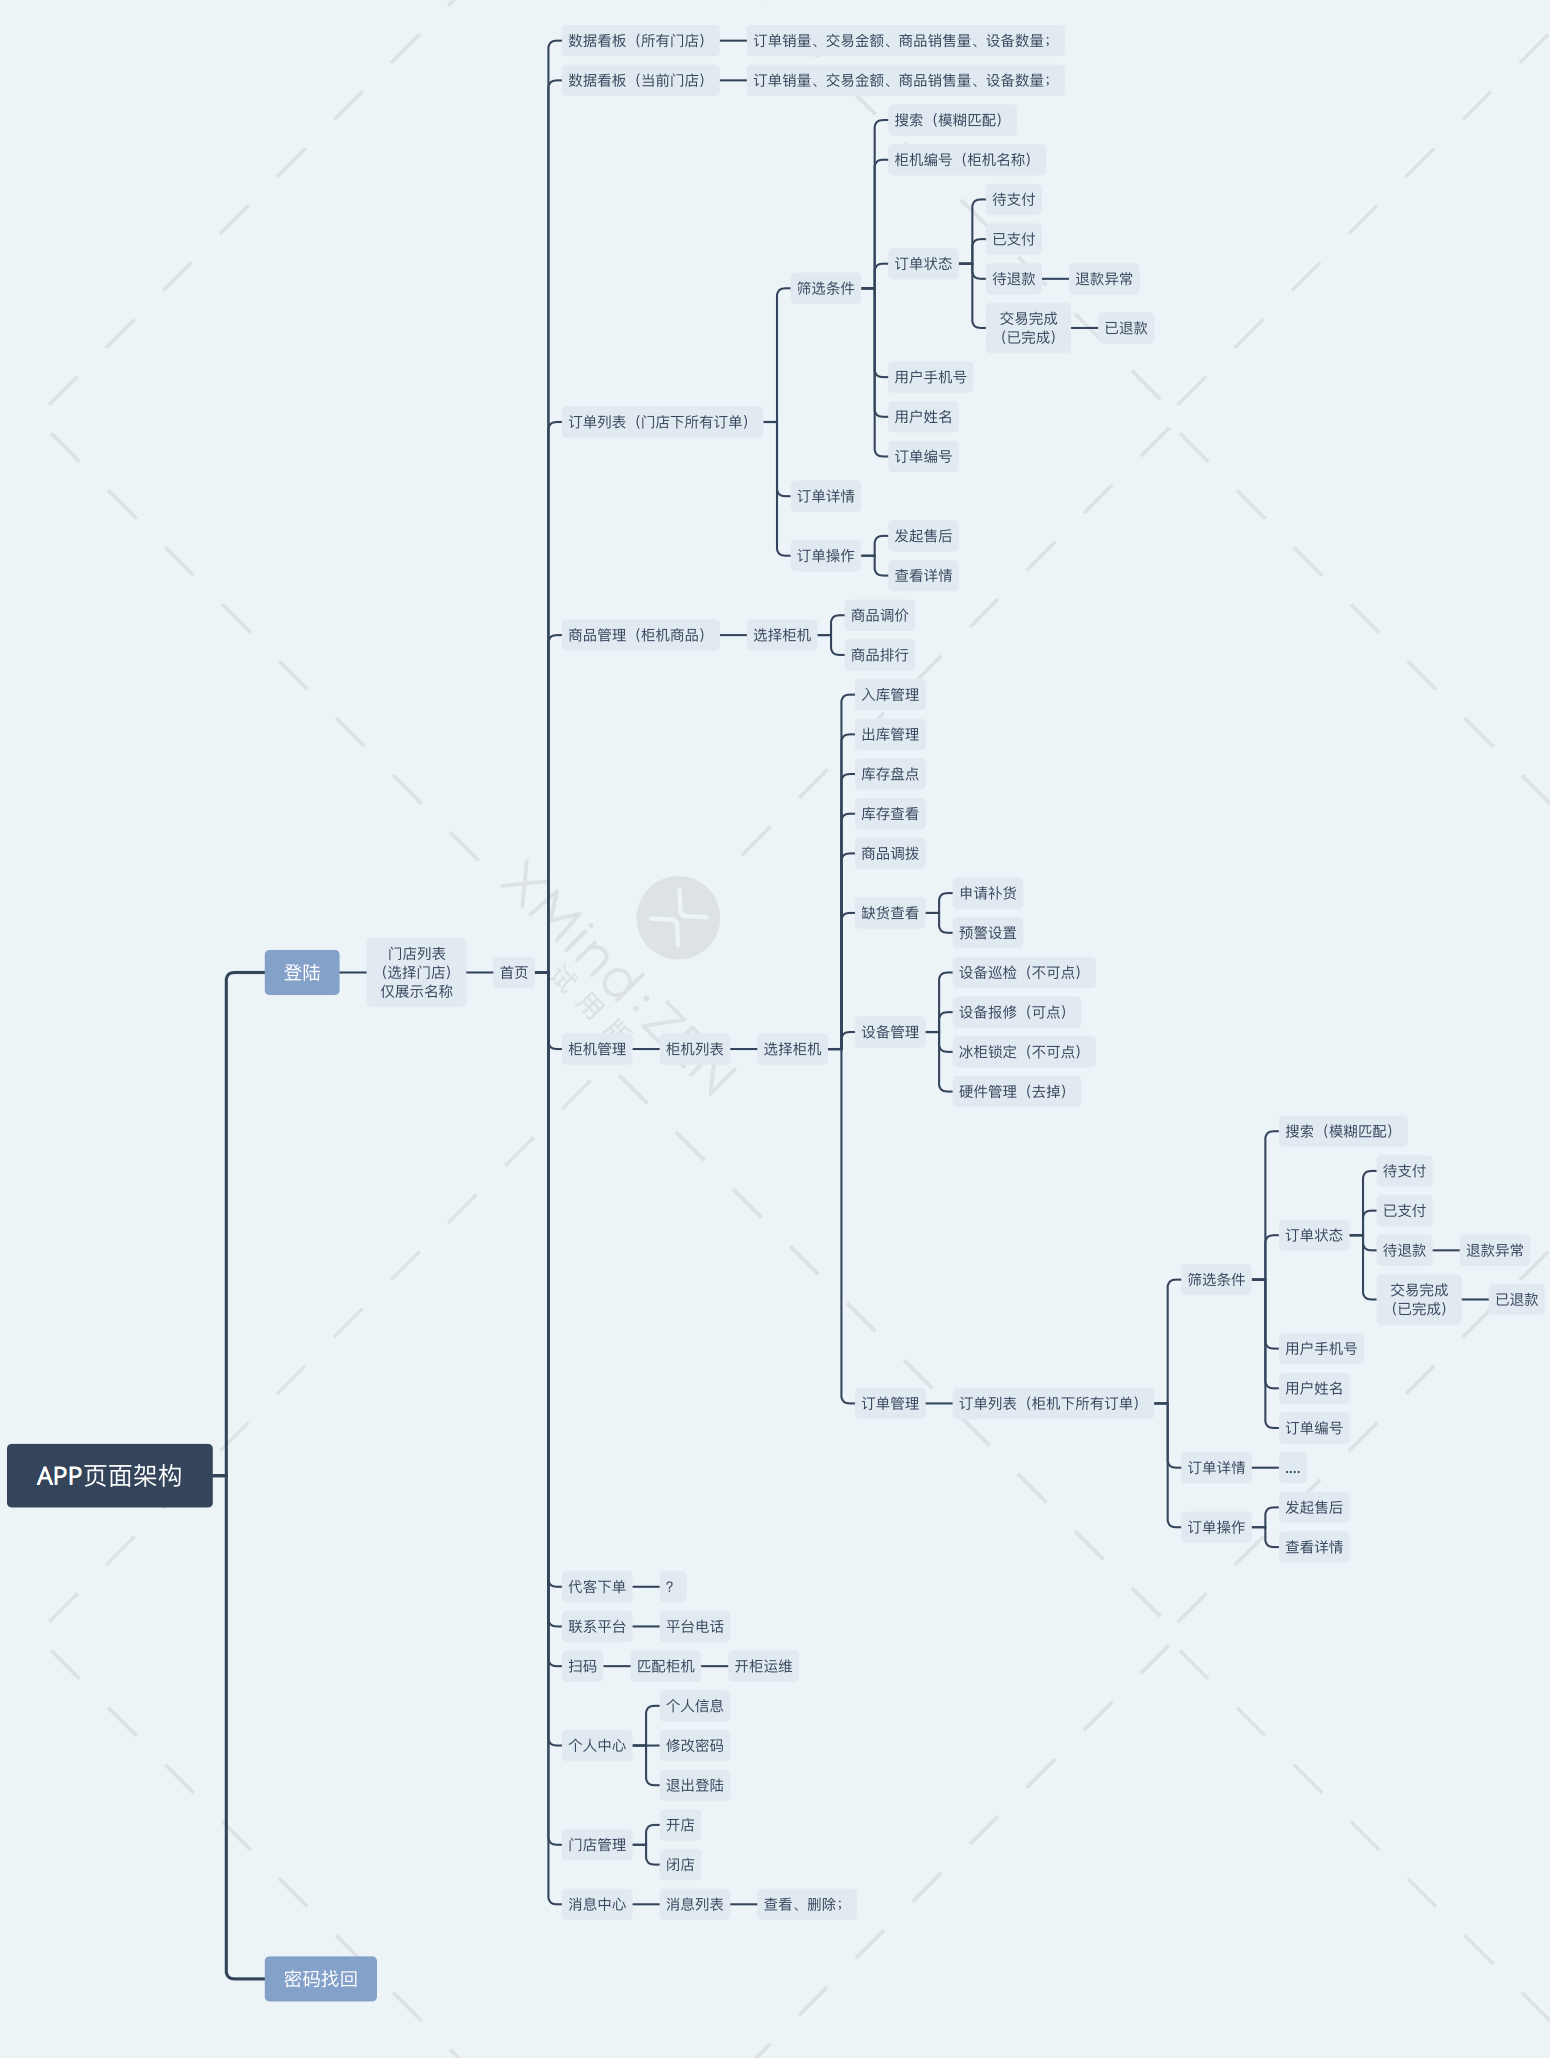 数据看板（所有门店）
订单销量、交易金额、商品销售量、设备数量；
数据看板（当前门店）
订单销量、交易金额、商品销售量、设备数量；
搜索（模糊匹配）
柜机编号（柜机名称）
待支付
已支付
订单状态
待退款
退款异常
筛选条件
交易完成
（已完成）
已退款
用户手机号
用户姓名
订单列表（门店下所有订单）
订单编号
订单详情
发起售后
订单操作
查看详情
商品调价
商品管理（柜机商品）
选择柜机
商品排行
入库管理
出库管理
库存盘点
库存查看
商品调拨
申请补货
缺货查看
预警设置
XMind:ZEN
试用版
登陆
门店列表
（选择门店）
仅展示名称
首页
设备巡检（不可点）
设备报修（可点）
设备管理
冰柜锁定（不可点）
硬件管理（去掉）
柜机管理
柜机列表
选择柜机
搜索（模糊匹配）
待支付
已支付
订单状态
待退款
退款异常
筛选条件
交易完成
（已完成）
已退款
用户手机号
用户姓名
订单管理
订单列表（柜机下所有订单）
订单编号
订单详情
....
发起售后
订单操作
查看详情
APP页面架构
代客下单
？
联系平台
平台电话
扫码
匹配柜机
开柜运维
个人信息
个人中心
修改密码
退出登陆
开店
门店管理
闭店
消息中心
消息列表
查看、删除；
密码找回